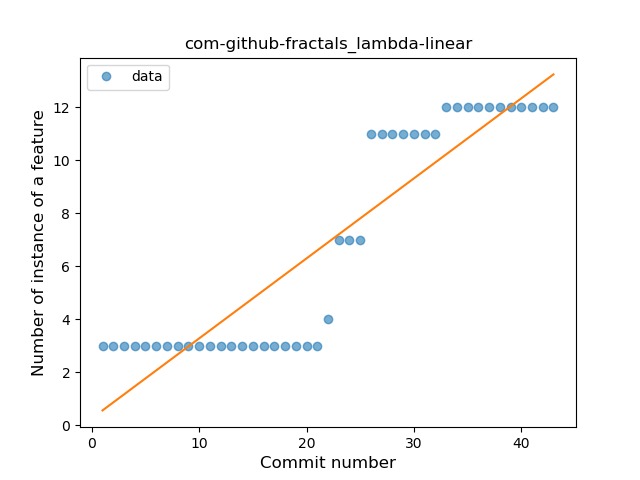 com-github-fractals_lambda-linear
data
Number of instance of a feature
12
10
8
6
4
2
0
0 10 20 30 40
Commit number